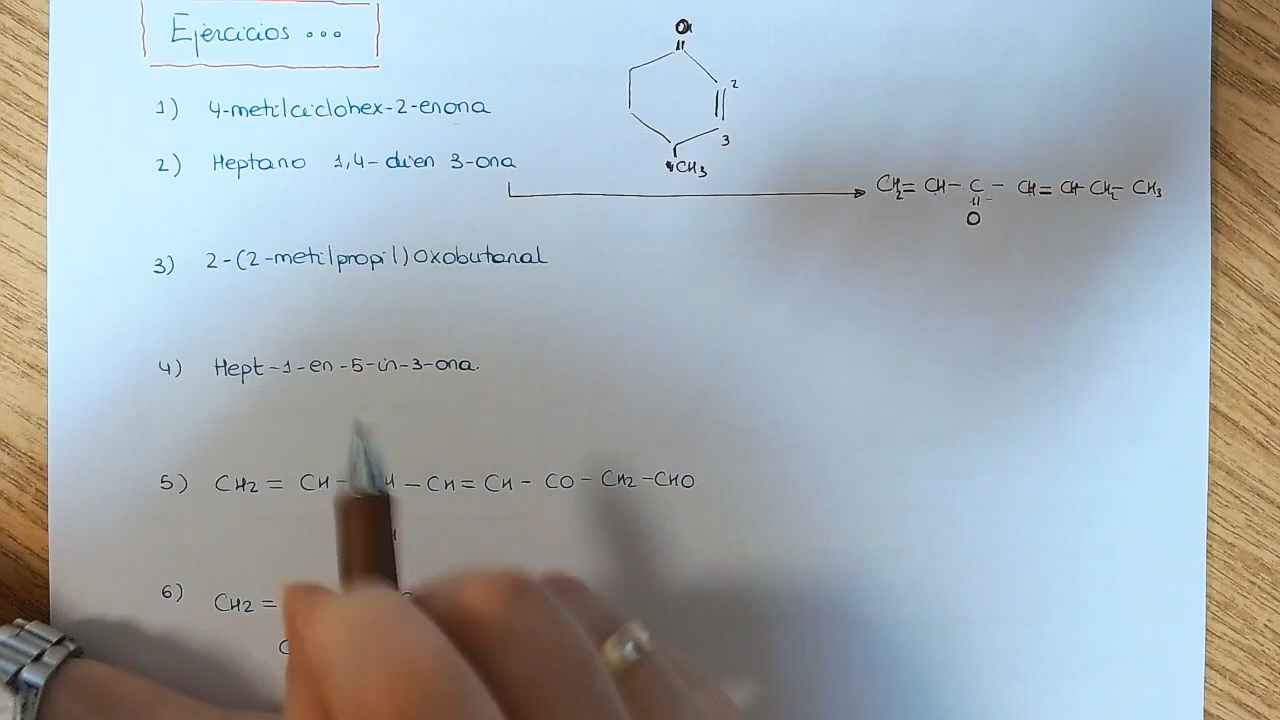 Ejercicios ...
1) 4-metilciclohex-2-enona
O
2
3
4CH3
2) Heptano 1,4-dien 3-ona
CH2= CH- C - CH= CH- CH2- CH3
O
3) 2-(2-metilpropil)oxobutanal
4) Hept-1-en-5-in-3-ona.
5) CH2= CH- -CH= CH- CO- CH2-CHO
6) CH2=